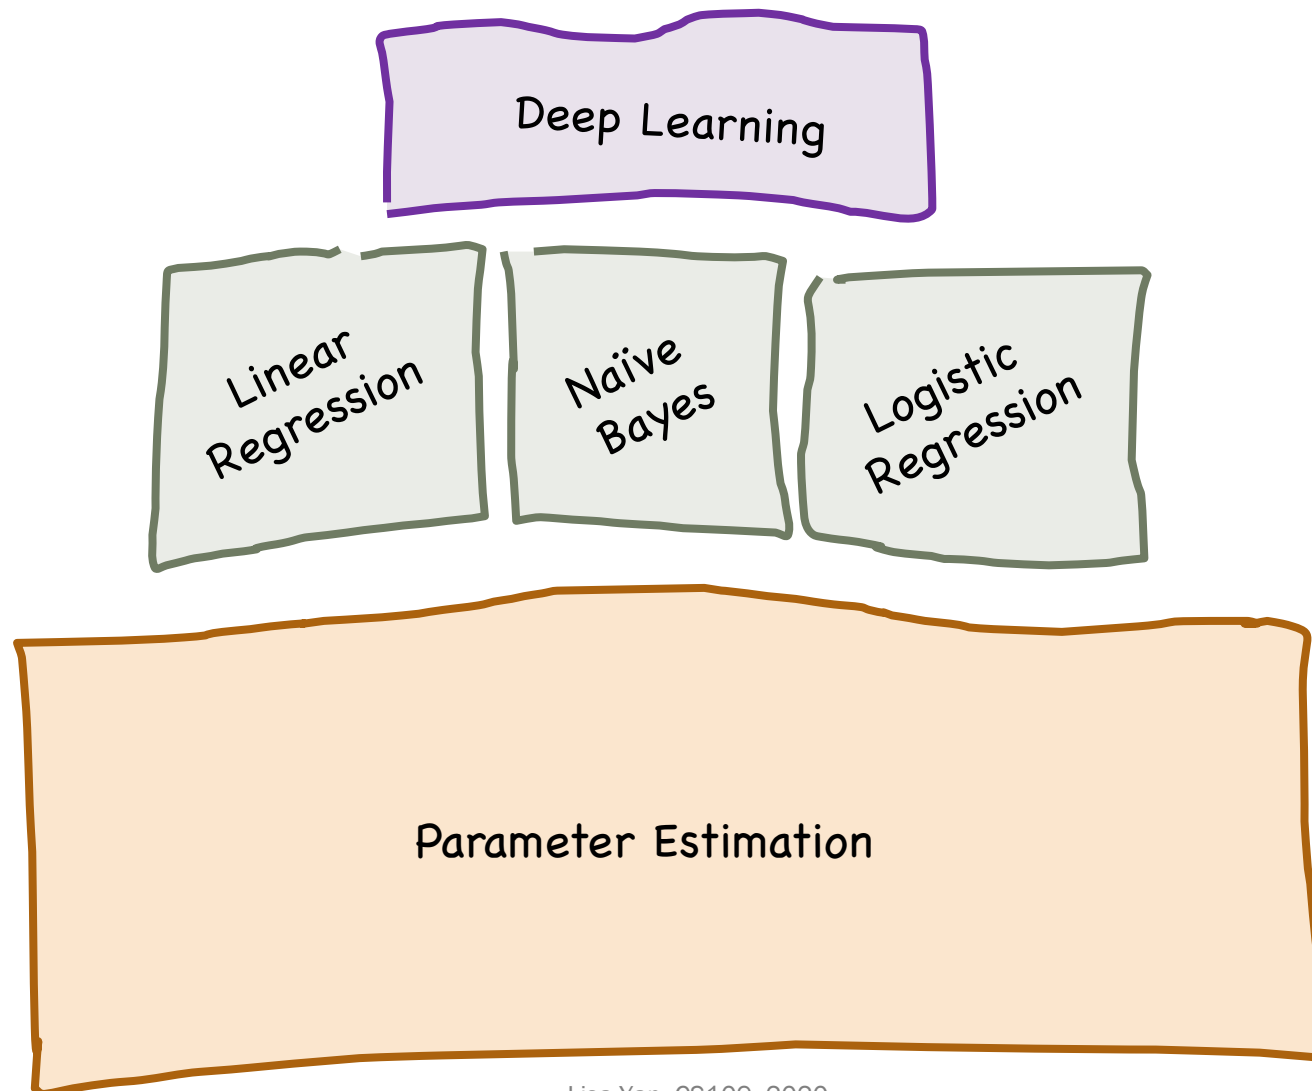 Deep Learning
Linear
Regression
Naïve
Bayes
Logistic
Regression
Parameter Estimation